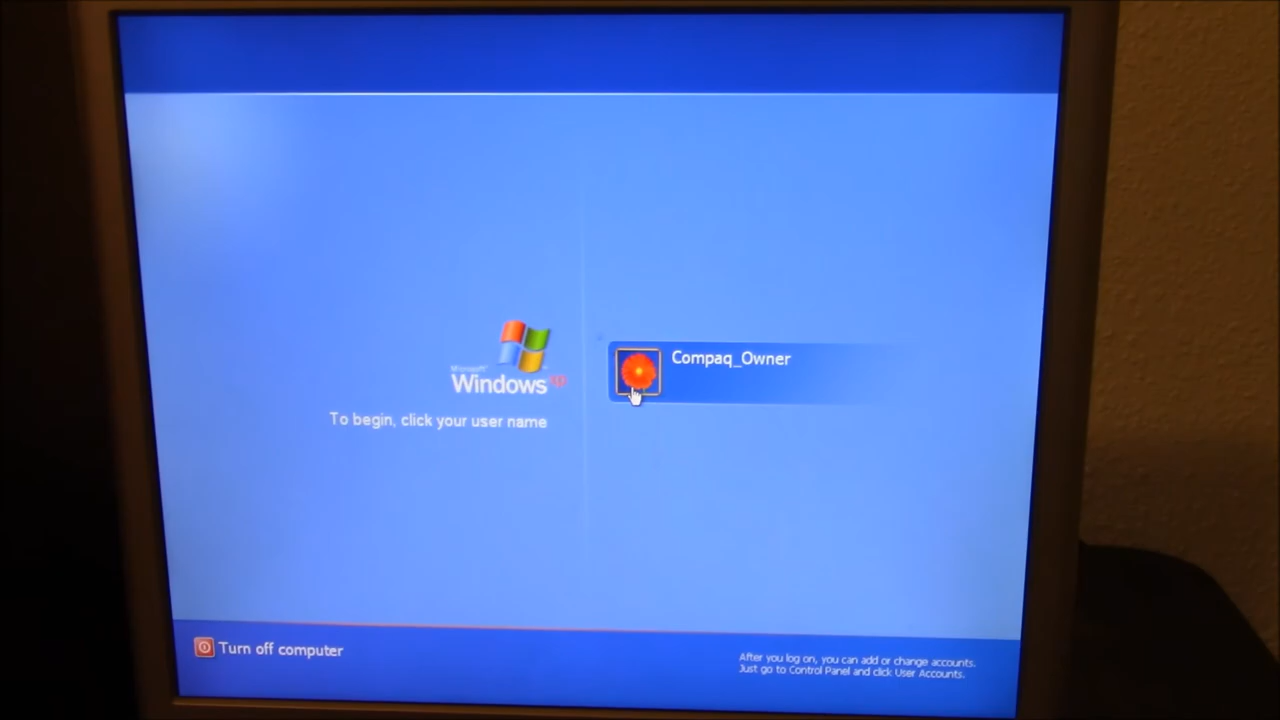 Microsoft
Windows xp
To begin, click your user name
Compaq_Owner
Turn off computer
After you log on, you can add or change accounts.
Just go to Control Panel and click User Accounts.